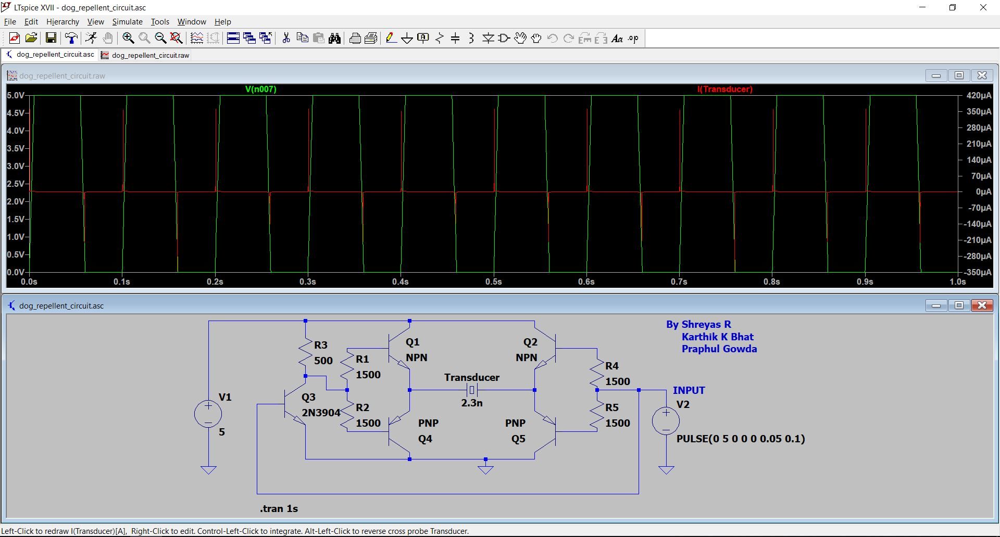 LTspice XVII - dog_repellent_circuit.asc
File Edit Hierarchy View Simulate Tools Window Help
dog_repellent_circuit.asc dog_repellent_circuit.raw
dog_repellent_circuit.raw
V(n007) I(Transducer)
5.0V 420µA
4.5V 350µA
4.0V 280µA
3.5V 210µA
3.0V 140µA
2.5V 70µA
2.0V 0µA
1.5V -70µA
1.0V -140µA
0.5V -210µA
0.0V -280µA
-350µA
0.0s 0.1s 0.2s 0.3s 0.4s 0.5s 0.6s 0.7s 0.8s 0.9s 1.0s
dog_repellent_circuit.asc
By Shreyas R
Karthik K Bhat
Praphul Gowda
R3
500
R1
1500
Q1
NPN
Q2
NPN
R4
1500
Transducer
2.3n
INPUT
V1
5
Q3
2N3904
R2
1500
PNP
Q4
PNP
Q5
R5
1500
V2
PULSE(0 5 0 0 0 0.05 0.1)
.tran 1s
Left-Click to redraw I(Transducer)[A], Right-Click to edit. Control-Left-Click to integrate. Alt-Left-Click to reverse cross probe Transducer.